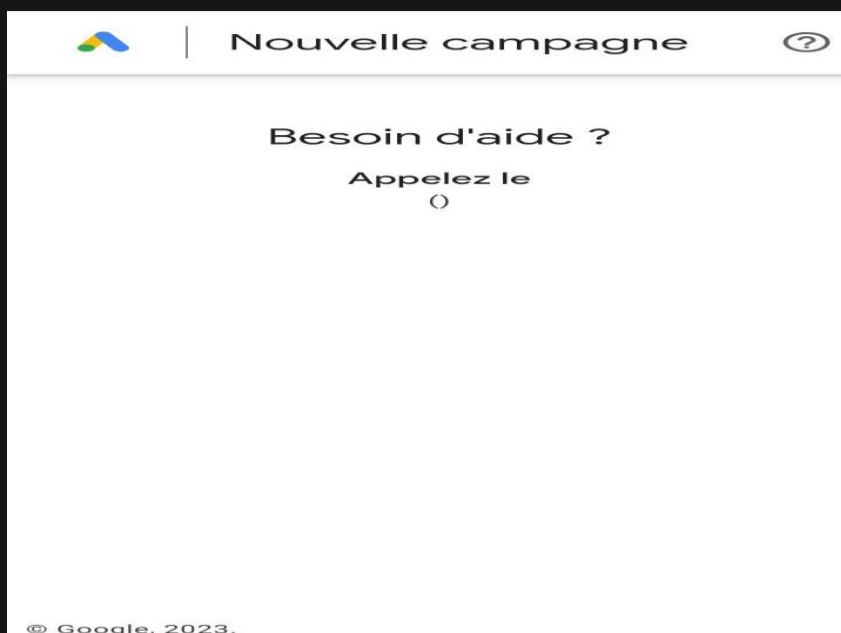 Nouvelle campagne
Besoin d'aide ?
Appelez le
()
© Google, 2023.